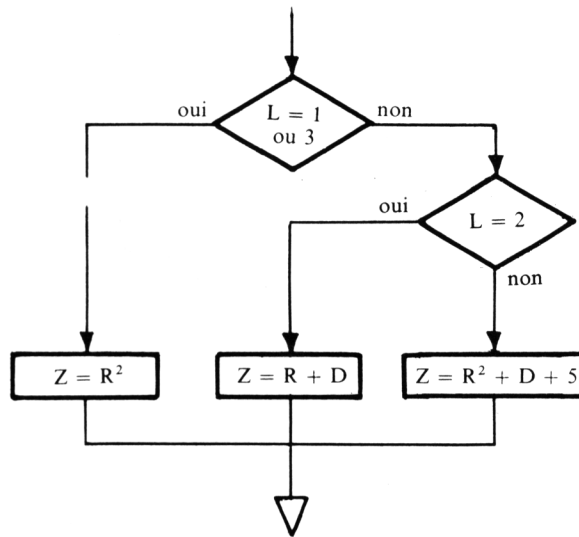 oui
L = 1
ou 3
non
oui
L = 2
non
Z = R²
Z = R + D
Z = R² + D + 5